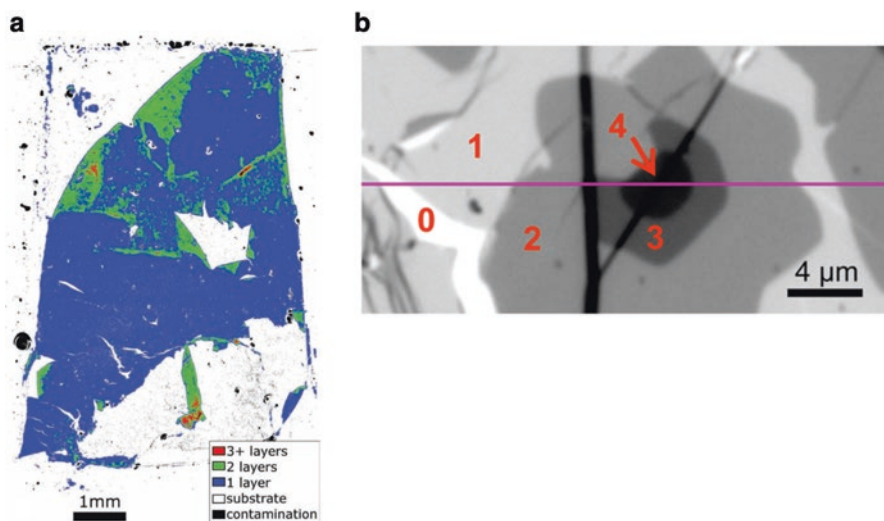 a
3+ layers
2 layers
1 layer
substrate
contamination
1mm
b
1
4
0
2
3
4 µm